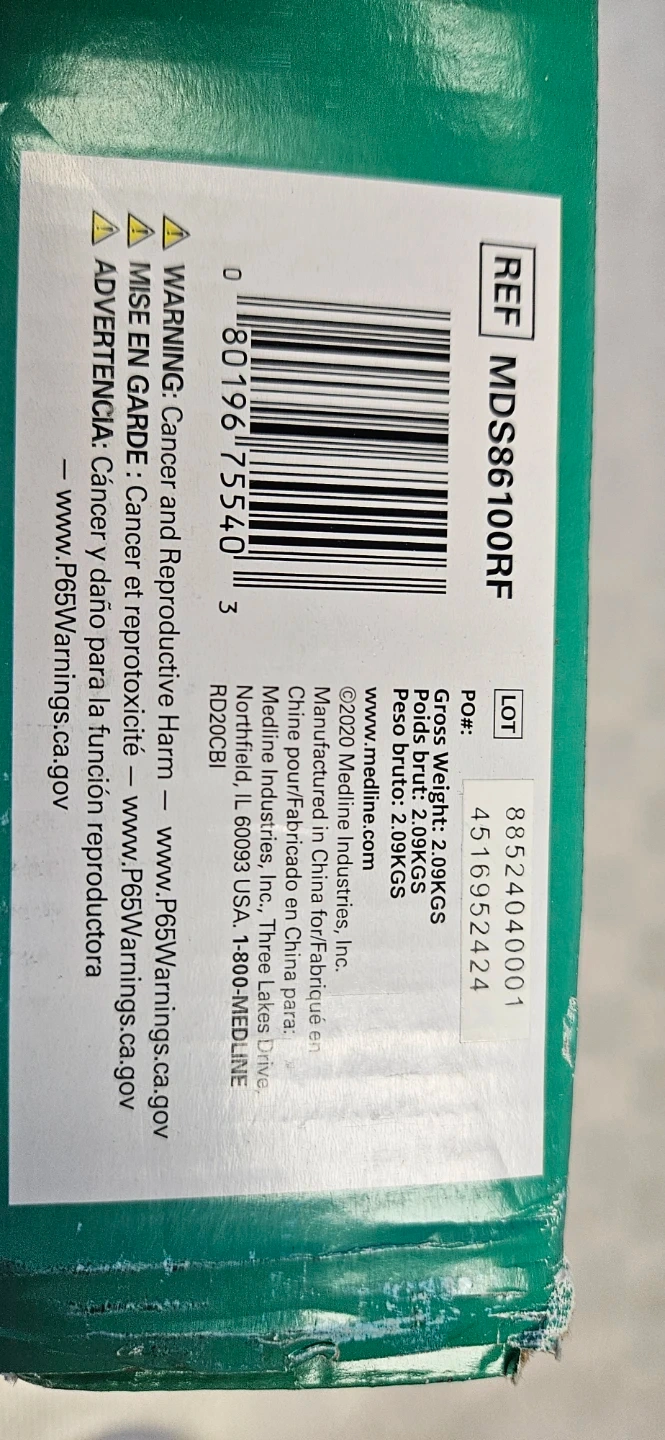 REF MDS86100RF
0 80196 75540 3
LOT 88524040001
PO#: 4516952424
Gross Weight: 2.09KGS
Poids brut: 2.09KGS
Peso bruto: 2.09KGS
www.medline.com
©2020 Medline Industries, Inc.
Manufactured in China for/Fabriqué en
Chine pour/Fabricado en China para:
Medline Industries, Inc., Three Lakes Drive,
Northfield, IL 60093 USA. 1-800-MEDLINE
RD20CBI
WARNING: Cancer and Reproductive Harm – www.P65Warnings.ca.gov
MISE EN GARDE : Cancer et reprotoxicité – www.P65Warnings.ca.gov
ADVERTENCIA: Cáncer y daño para la función reproductora
– www.P65Warnings.ca.gov